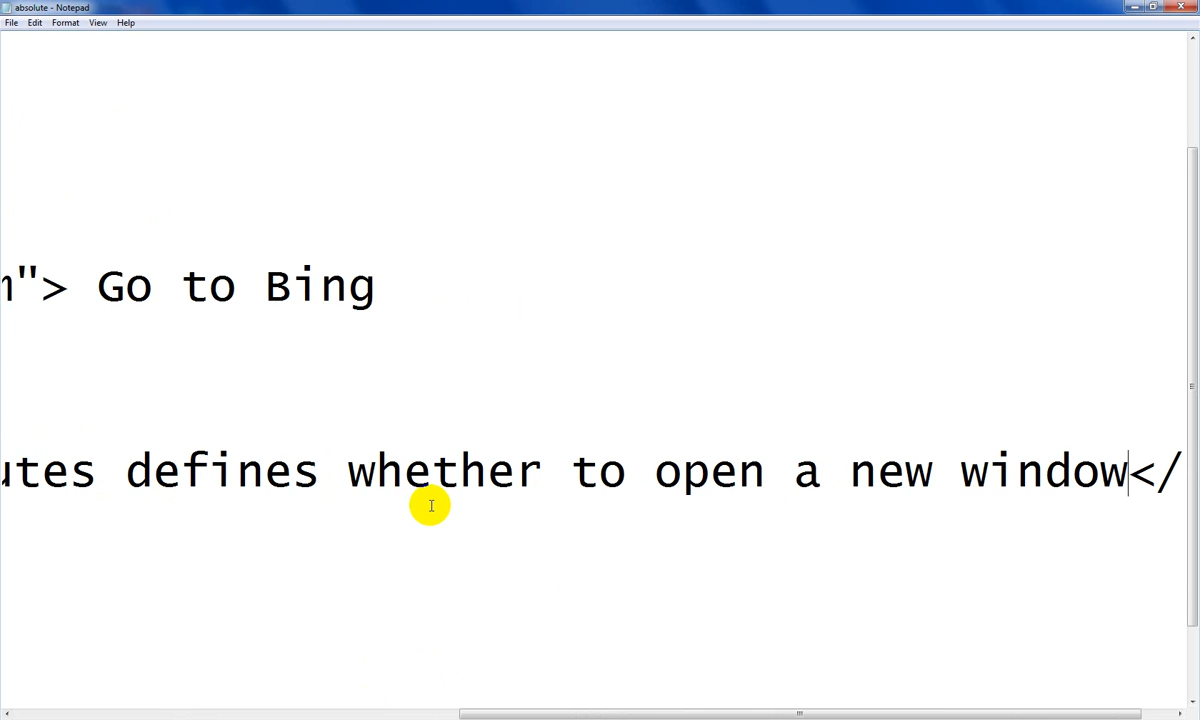 absolute - Notepad
File Edit Format View Help
"> Go to Bing
utes defines whether to open a new window</